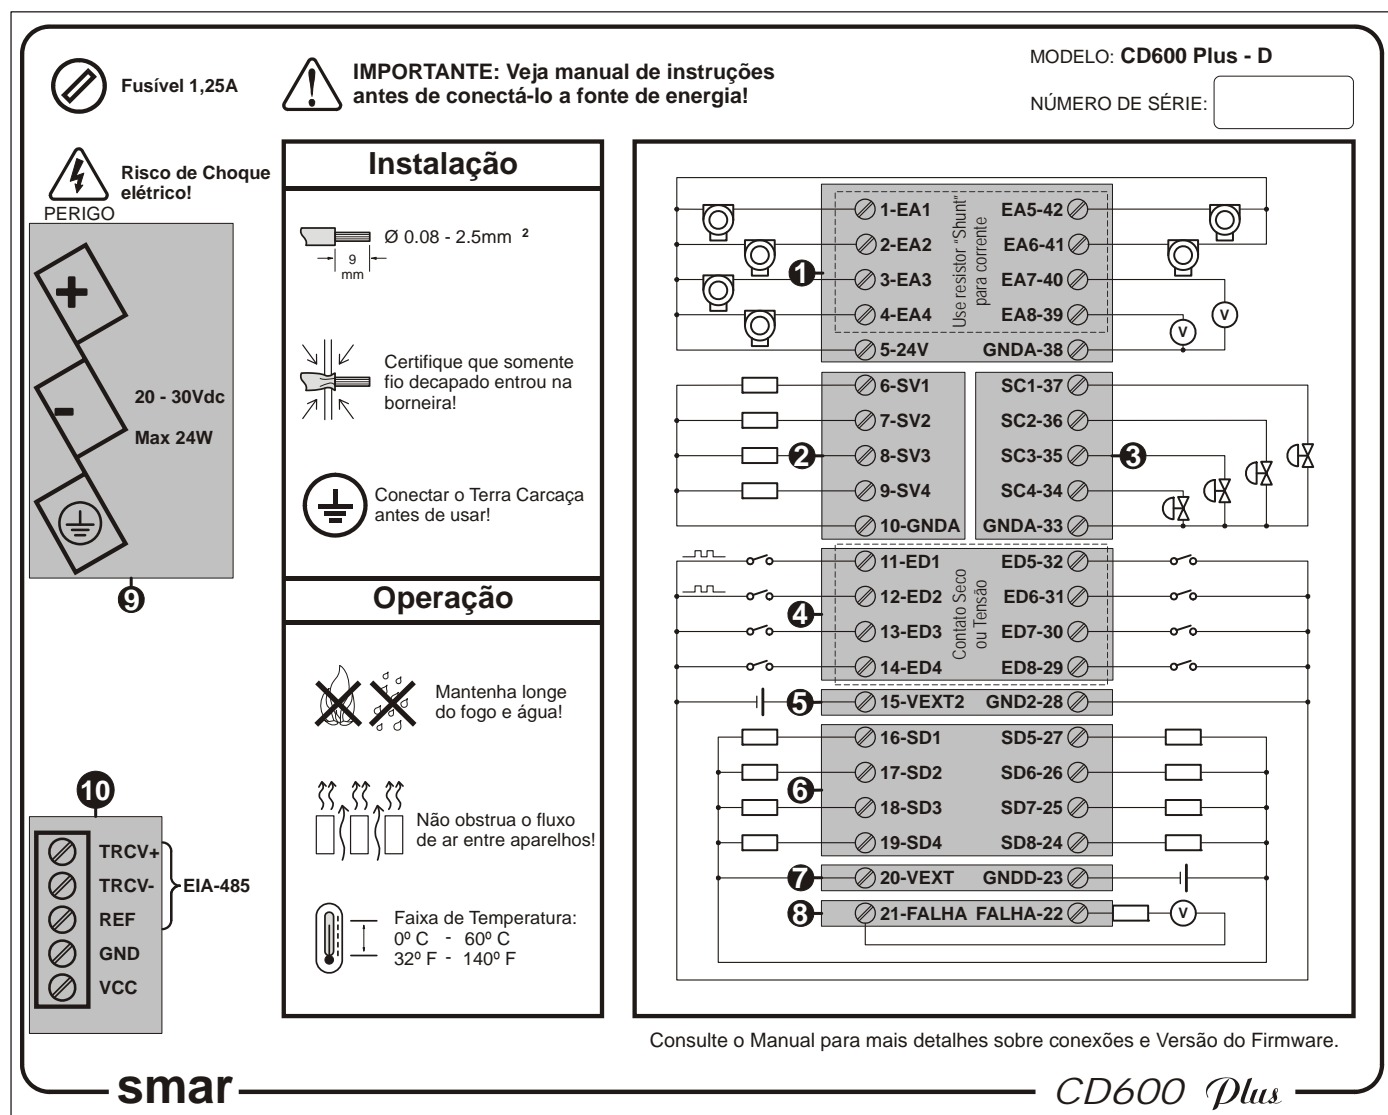 Fusível 1,25A
IMPORTANTE: Veja manual de instruções
antes de conectá-lo a fonte de energia!
MODELO: CD600 Plus - D
NÚMERO DE SÉRIE:
Risco de Choque
elétrico!
PERIGO
+
-
20 - 30Vdc
Max 24W
9
10
TRCV+
TRCV-
REF
GND
VCC
EIA-485
Instalação
Ø 0.08 - 2.5mm ²
9
mm
Certifique que somente
fio decapado entrou na
borneira!
Conectar o Terra Carcaça
antes de usar!
Operação
Mantenha longe
do fogo e água!
Não obstrua o fluxo
de ar entre aparelhos!
Faixa de Temperatura:
0º C - 60º C
32º F - 140º F
1
1-EA1 EA5-42
2-EA2 EA6-41
3-EA3 EA7-40
4-EA4 EA8-39
Use resistor "Shunt"
para corrente
5-24V GNDA-38
V
V
2
6-SV1 SC1-37
7-SV2 SC2-36
8-SV3 SC3-35
9-SV4 SC4-34
10-GNDA GNDA-33
3
4
11-ED1 ED5-32
12-ED2 ED6-31
13-ED3 ED7-30
14-ED4 ED8-29
Contato Seco
ou Tensão
5
15-VEXT2 GND2-28
6
16-SD1 SD5-27
17-SD2 SD6-26
18-SD3 SD7-25
19-SD4 SD8-24
7
20-VEXT GNDD-23
8
21-FALHA FALHA-22
V
Consulte o Manual para mais detalhes sobre conexões e Versão do Firmware.
smar
CD600 Plus